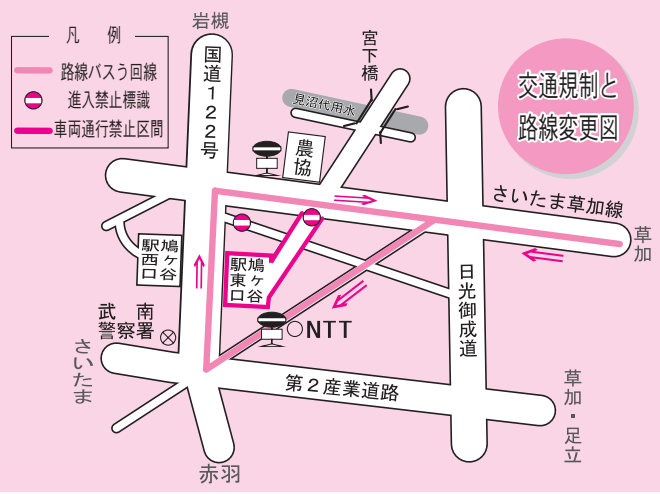 岩槻
凡　例
路線バスう回線
進入禁止標識
車両通行禁止区間
国道122号
宮下橋
見沼代用水
交通規制と
路線変更図
農協
さいたま草加線
草加
鳩ヶ谷
駅西口
鳩ヶ谷
駅東口
日光御成道
武南
警察署
NTT
さいたま
第2産業道路
草加・足立
赤羽